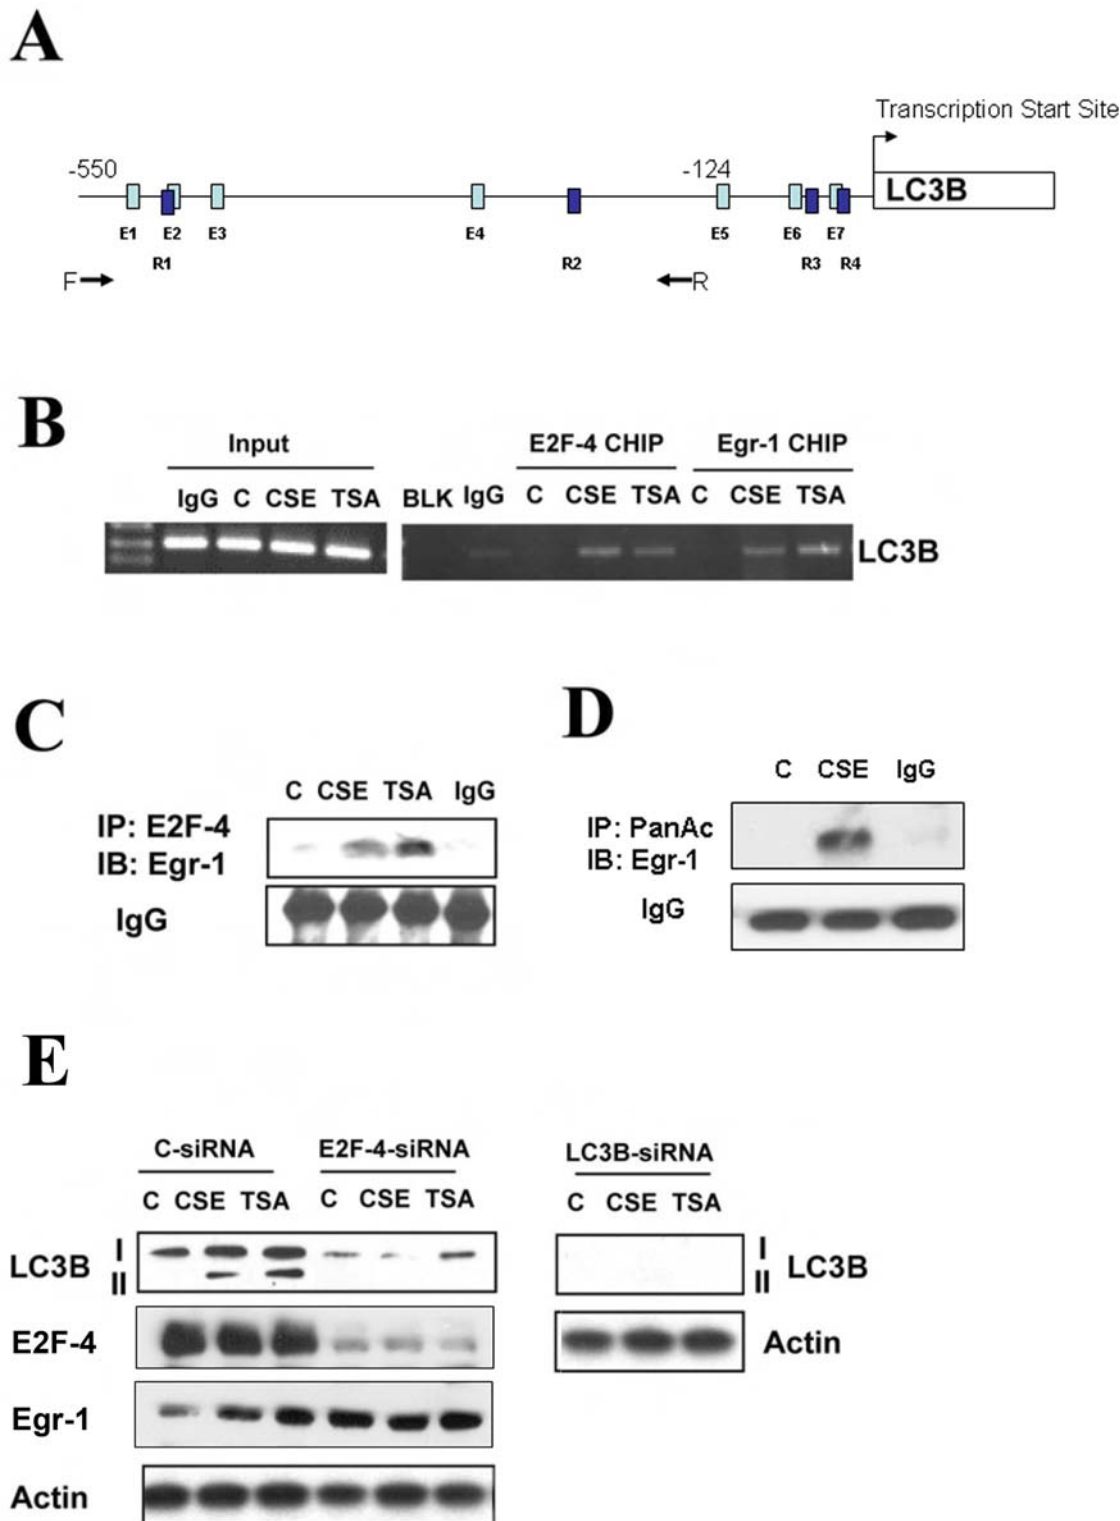 A
Transcription Start Site
-550
-124
LC3B
E1 E2 E3 E4 E5 E6 E7
R1 R2 R3 R4
F R
B
Input E2F-4 CHIP Egr-1 CHIP
IgG C CSE TSA BLK IgG C CSE TSA C CSE TSA
LC3B
C
C CSE TSA IgG
IP: E2F-4
IB: Egr-1
IgG
D
C CSE IgG
IP: PanAc
IB: Egr-1
IgG
E
C-siRNA E2F-4-siRNA LC3B-siRNA
C CSE TSA C CSE TSA C CSE TSA
LC3B I II I II LC3B
E2F-4 Actin
Egr-1
Actin